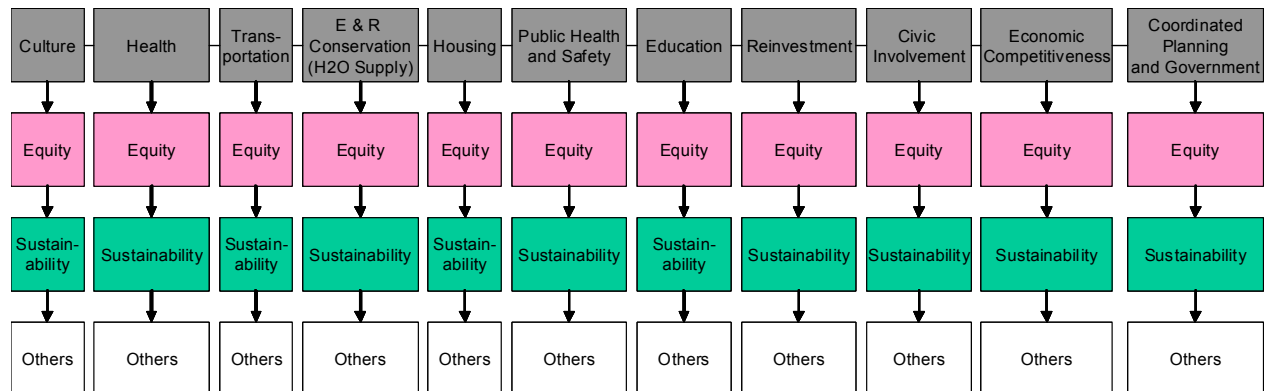 Culture
Health
Trans-
portation
E & R
Conservation
(H2O Supply)
Housing
Public Health
and Safety
Education
Reinvestment
Civic
Involvement
Economic
Competitiveness
Coordinated
Planning
and Government
Equity
Equity
Equity
Equity
Equity
Equity
Equity
Equity
Equity
Equity
Equity
Sustain-
ability
Sustainability
Sustain-
ability
Sustainability
Sustain-
ability
Sustainability
Sustain-
ability
Sustainability
Sustainability
Sustainability
Sustainability
Others
Others
Others
Others
Others
Others
Others
Others
Others
Others
Others